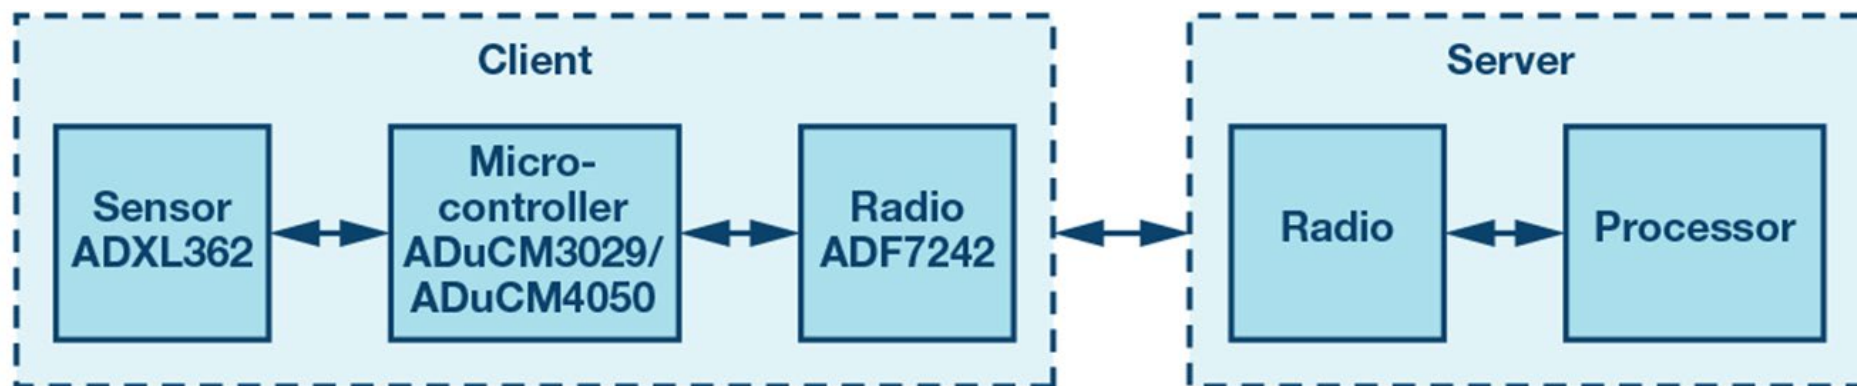 Client
Server
Sensor
ADXL362
Micro-
controller
ADuCM3029/
ADuCM4050
Radio
ADF7242
Radio
Processor